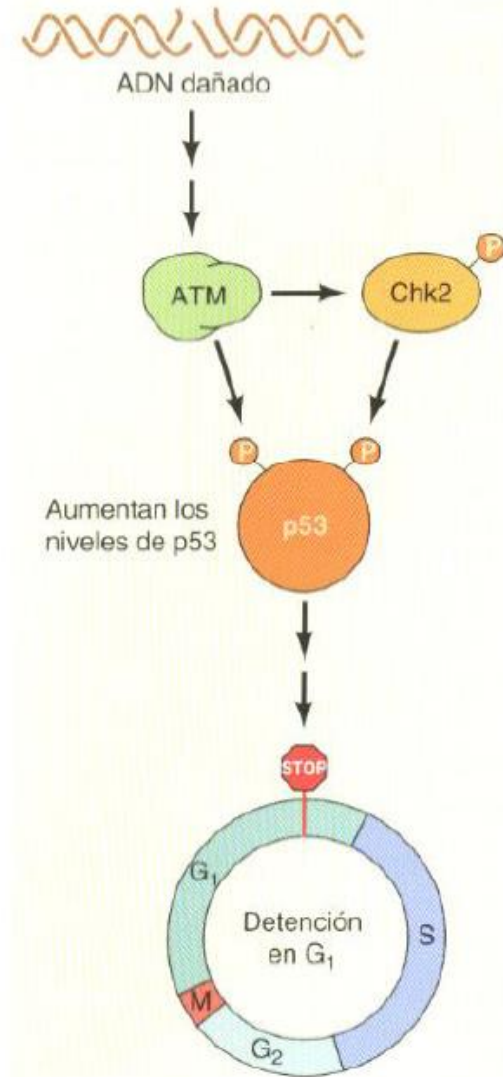 ADN dañado
ATM
Chk2
P
P
P
Aumentan los
niveles de p53
p53
STOP
G₁
Detención
en G₁
S
M
G₂